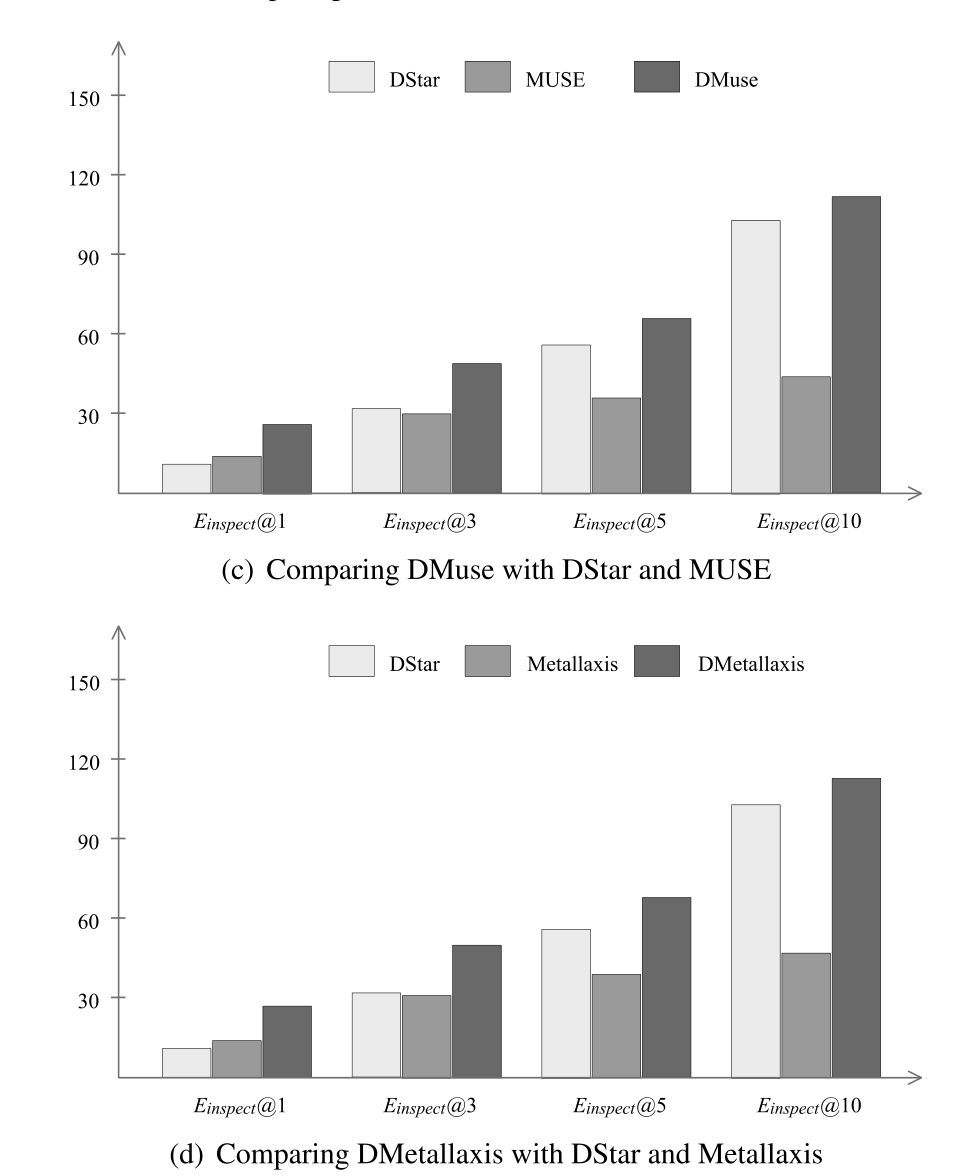 DStar MUSE DMuse
150
120
90
60
30
Einspect@1 Einspect@3 Einspect@5 Einspect@10
(c) Comparing DMuse with DStar and MUSE
DStar Metallaxis DMetallaxis
150
120
90
60
30
Einspect@1 Einspect@3 Einspect@5 Einspect@10
(d) Comparing DMetallaxis with DStar and Metallaxis